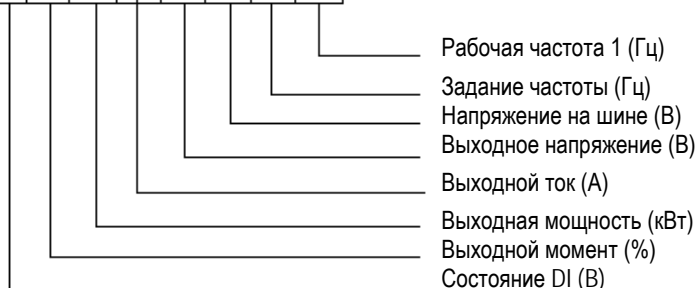 Рабочая частота 1 (Гц)
Задание частоты (Гц)
Напряжение на шине (В)
Выходное напряжение (В)
Выходной ток (А)
Выходная мощность (кВт)
Выходной момент (%)
Состояние DI (В)